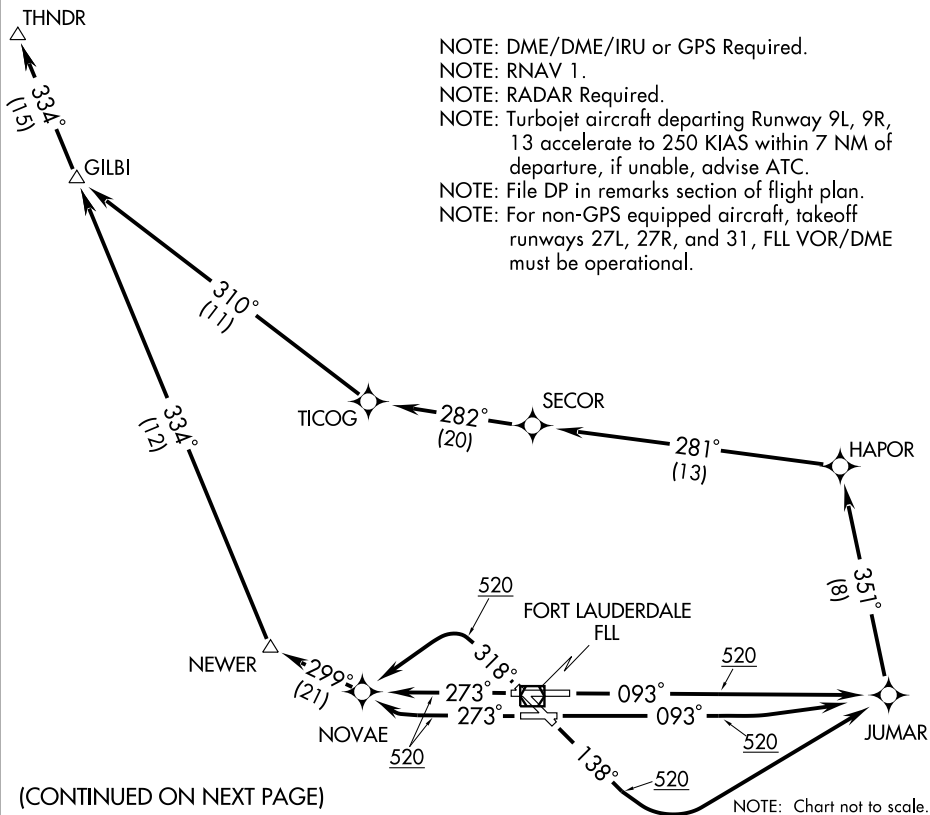 THNDR
334°
(15)
GILBI
NOTE: DME/DME/IRU or GPS Required.
NOTE: RNAV 1.
NOTE: RADAR Required.
NOTE: Turbojet aircraft departing Runway 9L, 9R,
13 accelerate to 250 KIAS within 7 NM of
departure, if unable, advise ATC.
NOTE: File DP in remarks section of flight plan.
NOTE: For non-GPS equipped aircraft, takeoff
runways 27L, 27R, and 31, FLL VOR/DME
must be operational.
310°
(11)
334°
(12)
TICOG
282°
(20)
SECOR
281°
(13)
HAPOR
351°
(8)
520
FORT LAUDERDALE
FLL
318°
520
NEWER
299°
(21)
273°
093°
273°
093°
NOVAE
520
520
JUMAR
138°
520
(CONTINUED ON NEXT PAGE)
NOTE: Chart not to scale.